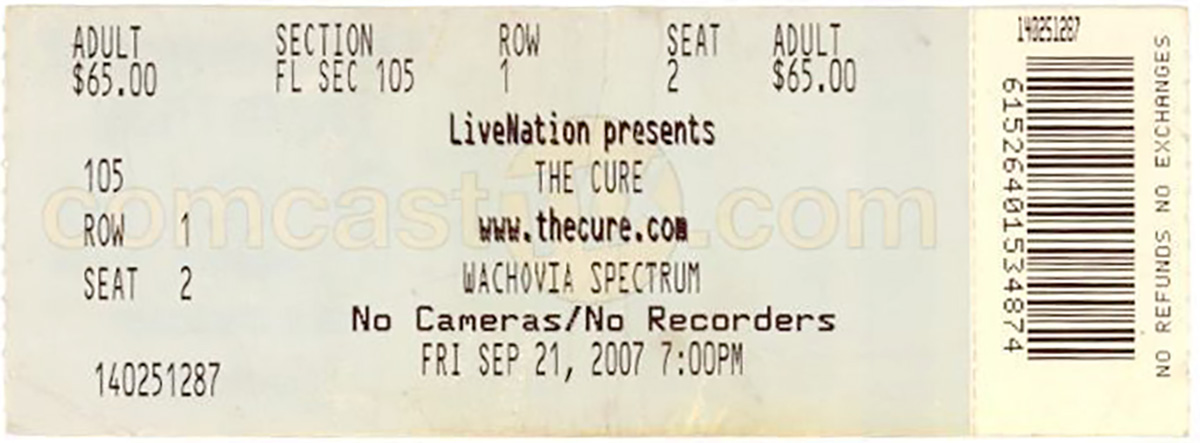 ADULT SECTION ROW SEAT ADULT
$65.00 FL SEC 105 1 2 $65.00
LiveNation presents
105 THE CURE
comcasttix.com
ROW 1 www.thecure.com
SEAT 2 WACHOVIA SPECTRUM
No Cameras/No Recorders
140251287 FRI SEP 21, 2007 7:00PM
140251287
61526401534874
NO REFUNDS NO EXCHANGES